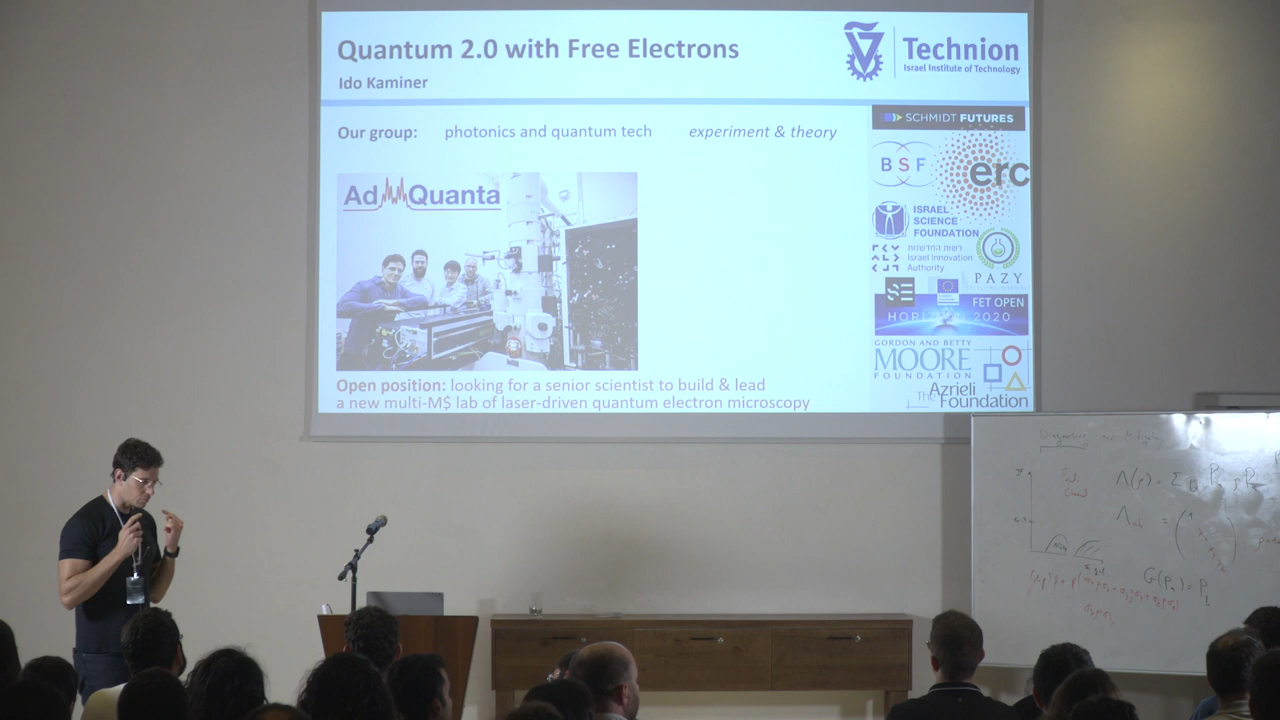 Quantum 2.0 with Free Electrons
Ido Kaminer
Technion
Israel Institute of Technology
Our group: photonics and quantum tech experiment & theory
AdQuanta
SCHMIDT FUTURES
BSF
erc
ISRAEL
SCIENCE
FOUNDATION
רשות החדשנות
Israel Innovation
Authority
PAZY
FET OPEN
HORIZON 2020
GORDON AND BETTY
MOORE
FOUNDATION
The Azrieli
Foundation
Open position: looking for a senior scientist to build & lead
a new multi-M$ lab of laser-driven quantum electron microscopy